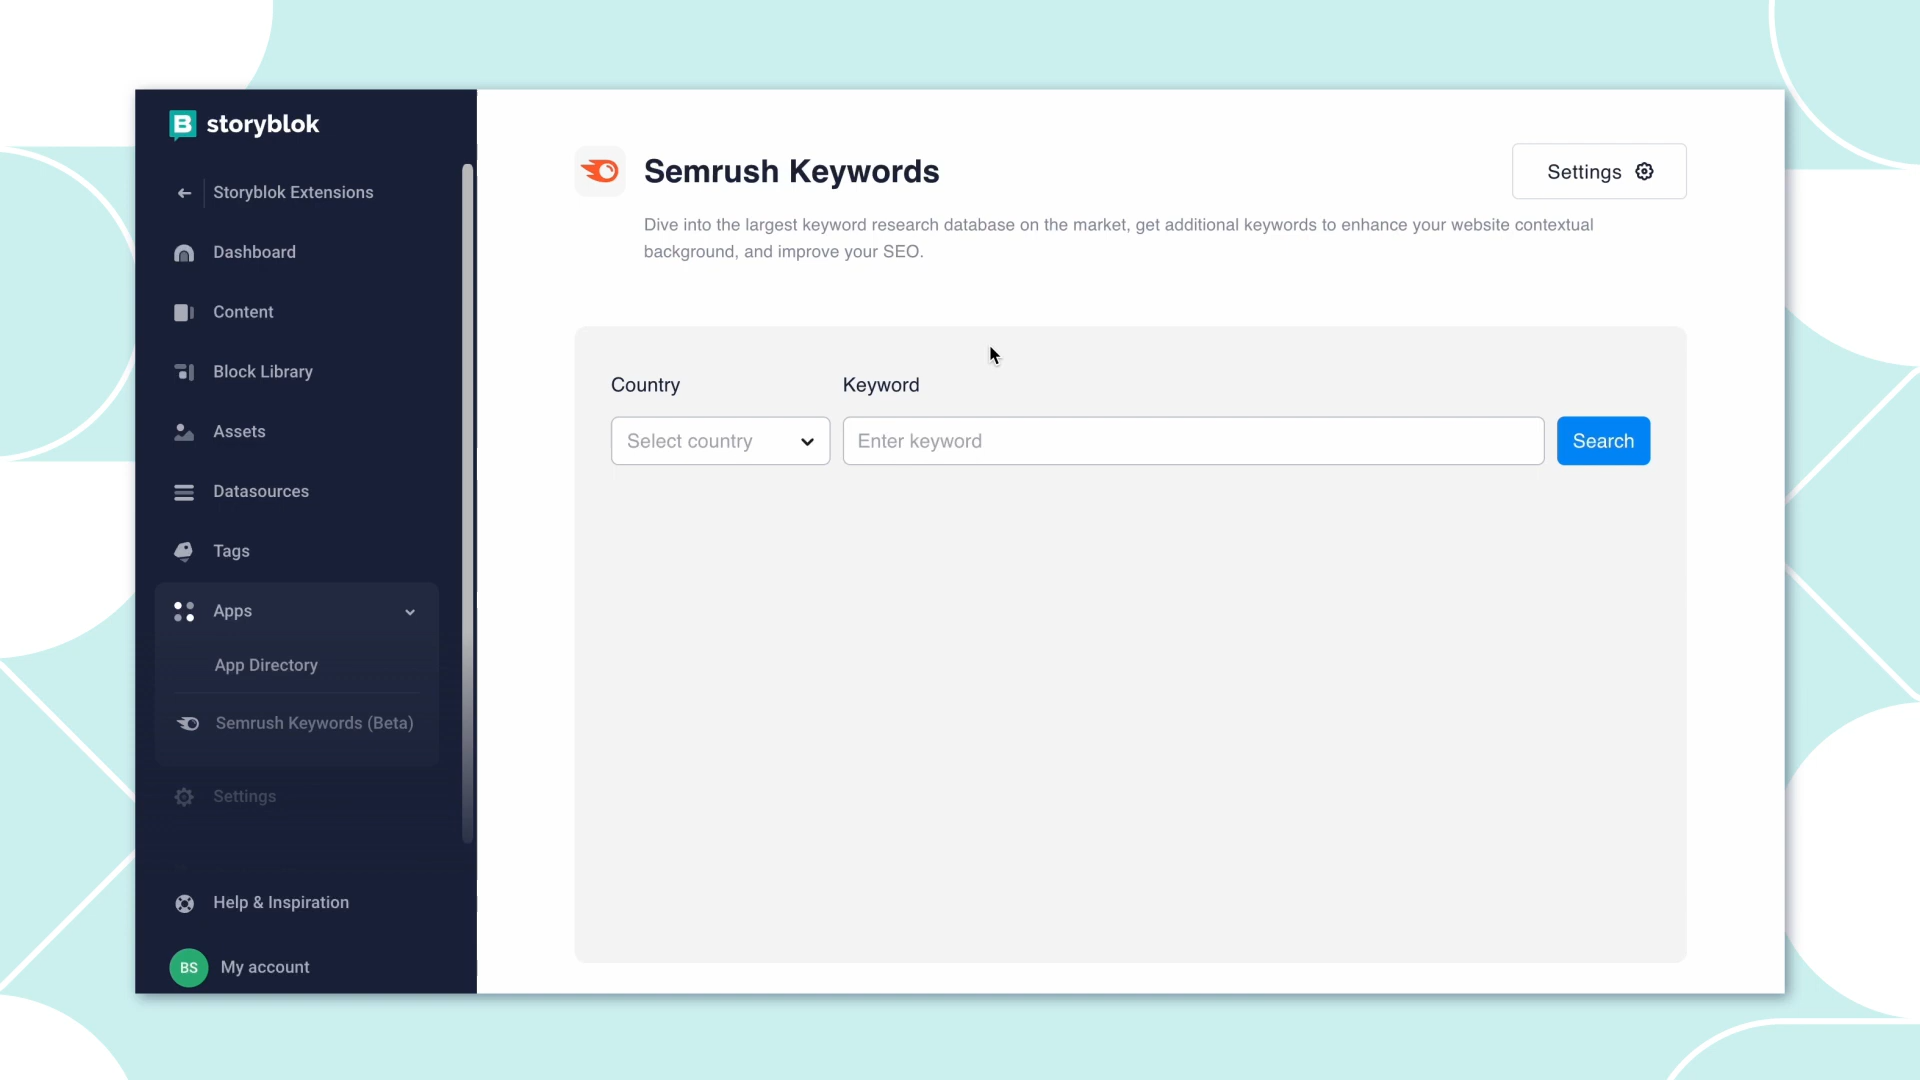 storyblok
Storyblok Extensions
Dashboard
Content
Block Library
Assets
Datasources
Tags
Apps
App Directory
Semrush Keywords (Beta)
Settings
Help & Inspiration
BS My account
Semrush Keywords
Settings
Dive into the largest keyword research database on the market, get additional keywords to enhance your website contextual
background, and improve your SEO.
Country Keyword
Select country Enter keyword Search